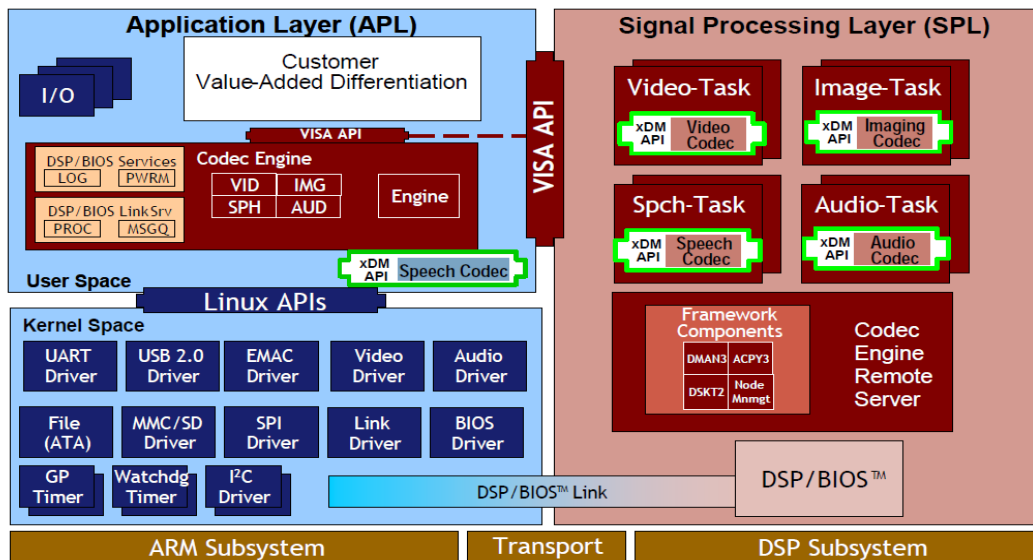 Application Layer (APL)
Customer
Value-Added Differentiation
I/O
VISA API
DSP/BIOS Services
LOG
PWRM
DSP/BIOS LinkSrv
PROC
MSGQ
Codec Engine
VID
IMG
SPH
AUD
Engine
xDM
API
Speech Codec
User Space
Linux APIs
Kernel Space
UART
Driver
USB 2.0
Driver
EMAC
Driver
Video
Driver
Audio
Driver
File
(ATA)
MMC/SD
Driver
SPI
Driver
Link
Driver
BIOS
Driver
GP
Timer
Watchdg
Timer
I²C
Driver
DSP/BIOS™ Link
VISA API
Signal Processing Layer (SPL)
Video-Task
xDM
API
Video
Codec
Image-Task
xDM
API
Imaging
Codec
Spch-Task
xDM
API
Speech
Codec
Audio-Task
xDM
API
Audio
Codec
Framework
Components
DMAN3
ACPY3
DSKT2
Node
Mnmgt
Codec
Engine
Remote
Server
DSP/BIOS™
ARM Subsystem
Transport
DSP Subsystem